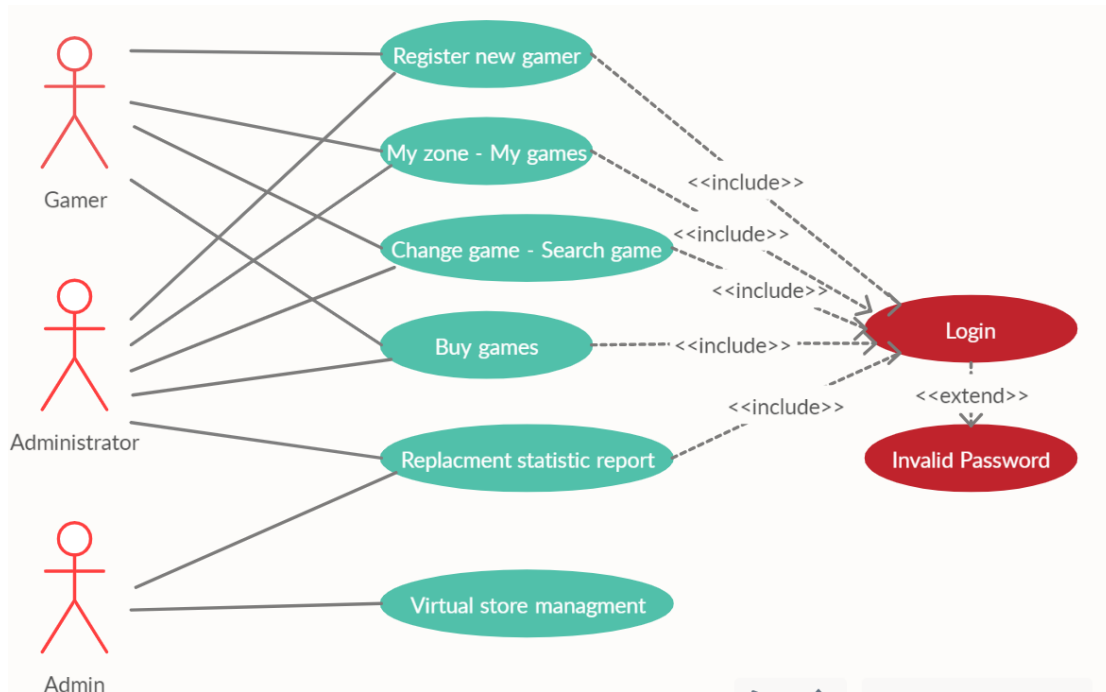 Register new gamer
My zone - My games
<<include>>
Gamer
<<include>>
Change game - Search game
<<include>>
Login
Buy games
<<include>>
<<extend>>
<<include>>
Administrator
Replacment statistic report
Invalid Password
Virtual store managment
Admin